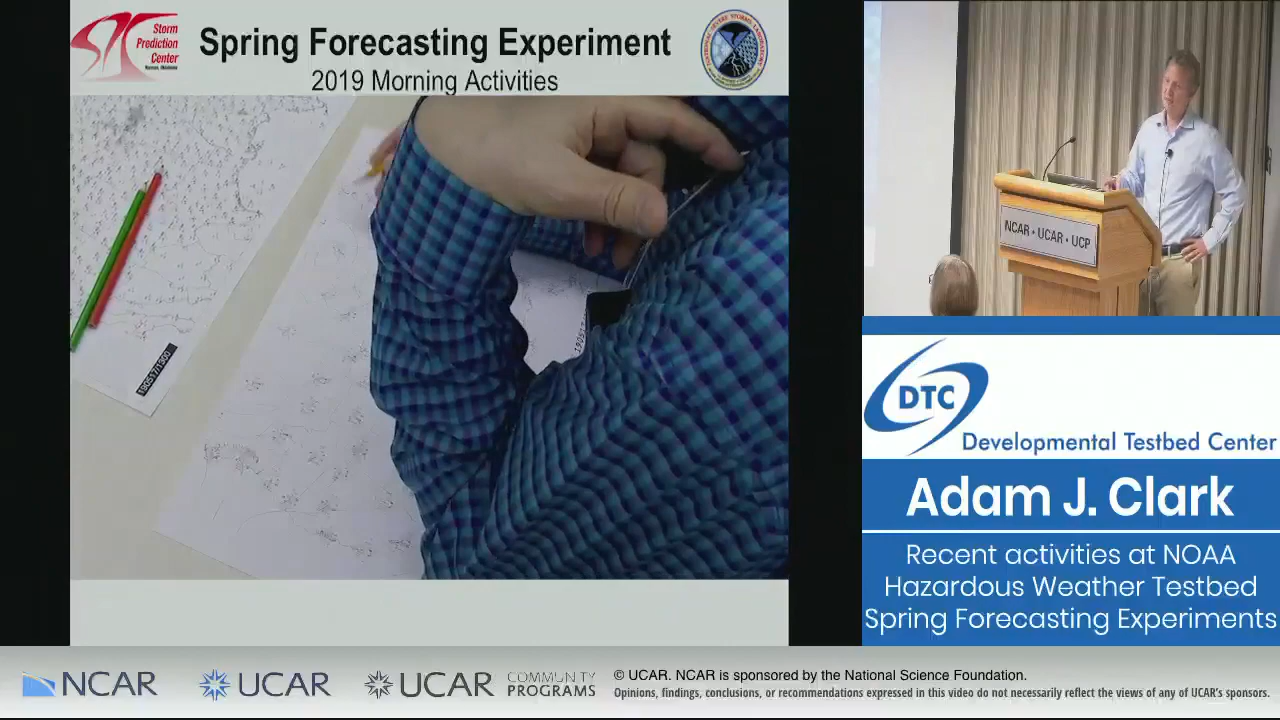 Storm
Prediction
Center
Spring Forecasting Experiment
2019 Morning Activities
190517/1500
NCAR • UCAR • UCP
DTC
Developmental Testbed Center
Adam J. Clark
Recent activities at NOAA
Hazardous Weather Testbed
Spring Forecasting Experiments
NCAR
UCAR
UCAR
COMMUNITY
PROGRAMS
© UCAR. NCAR is sponsored by the National Science Foundation.
Opinions, findings, conclusions, or recommendations expressed in this video do not necessarily reflect the views of any of UCAR's sponsors.